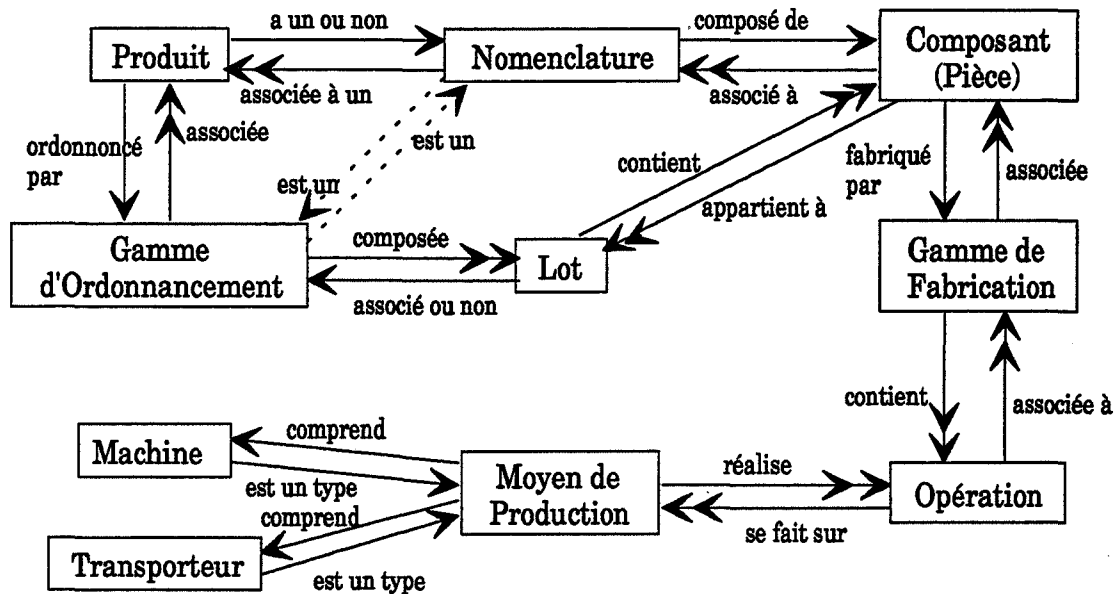 a un ou non
composé de
Produit
Nomenclature
Composant
(Pièce)
associée à un
associé à
ordonnoncé
par
associée
est un
est un
contient
appartient à
fabriqué
par
associée
Gamme
d'Ordonnancement
composée
Lot
associé ou non
Gamme de
Fabrication
contient
associée à
Machine
comprend
est un type
comprend
Moyen de
Production
réalise
se fait sur
Opération
Transporteur
est un type